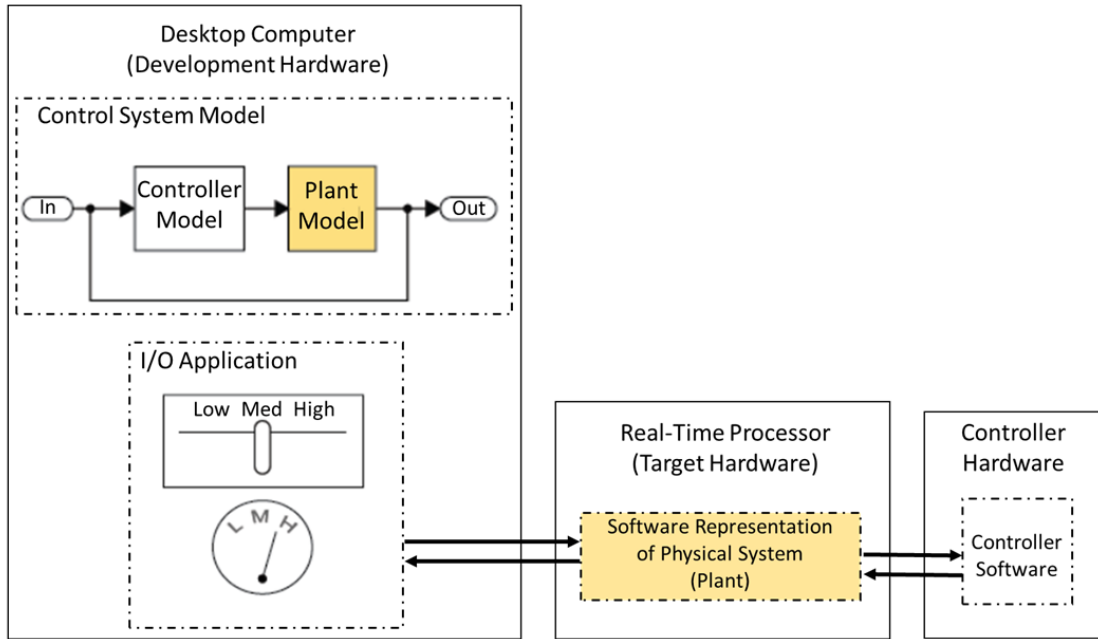 Desktop Computer
(Development Hardware)
Control System Model
In
Controller
Model
Plant
Model
Out
I/O Application
Low Med High
L M H
Real-Time Processor
(Target Hardware)
Software Representation
of Physical System
(Plant)
Controller
Hardware
Controller
Software